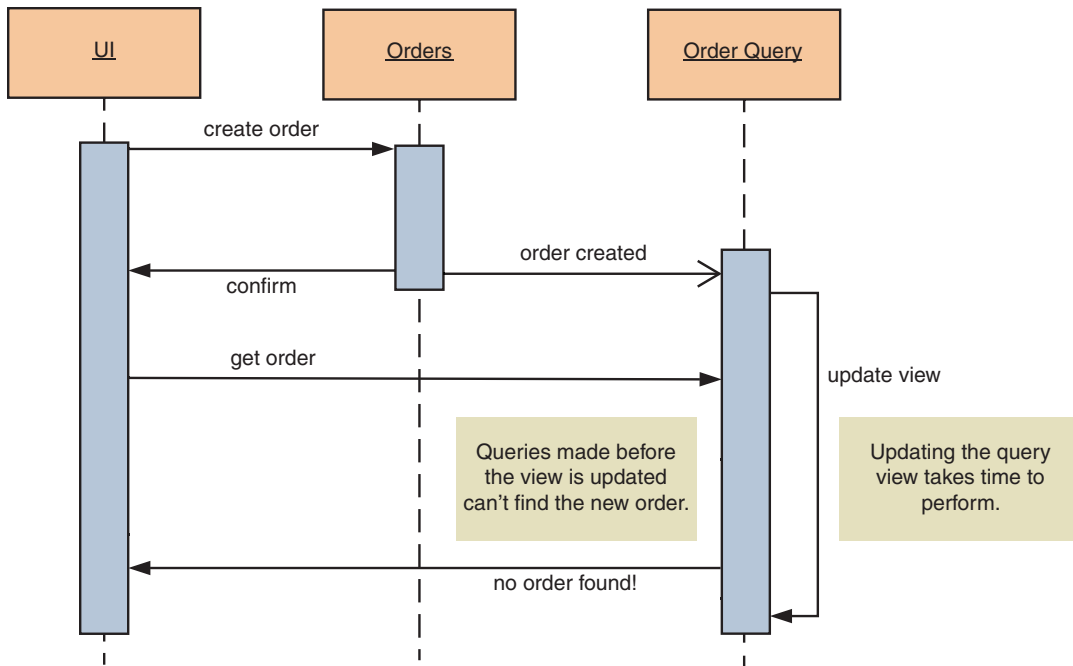 UI
Orders
Order Query
create order
order created
confirm
get order
update view
Queries made before
the view is updated
can't find the new order.
Updating the query
view takes time to
perform.
no order found!